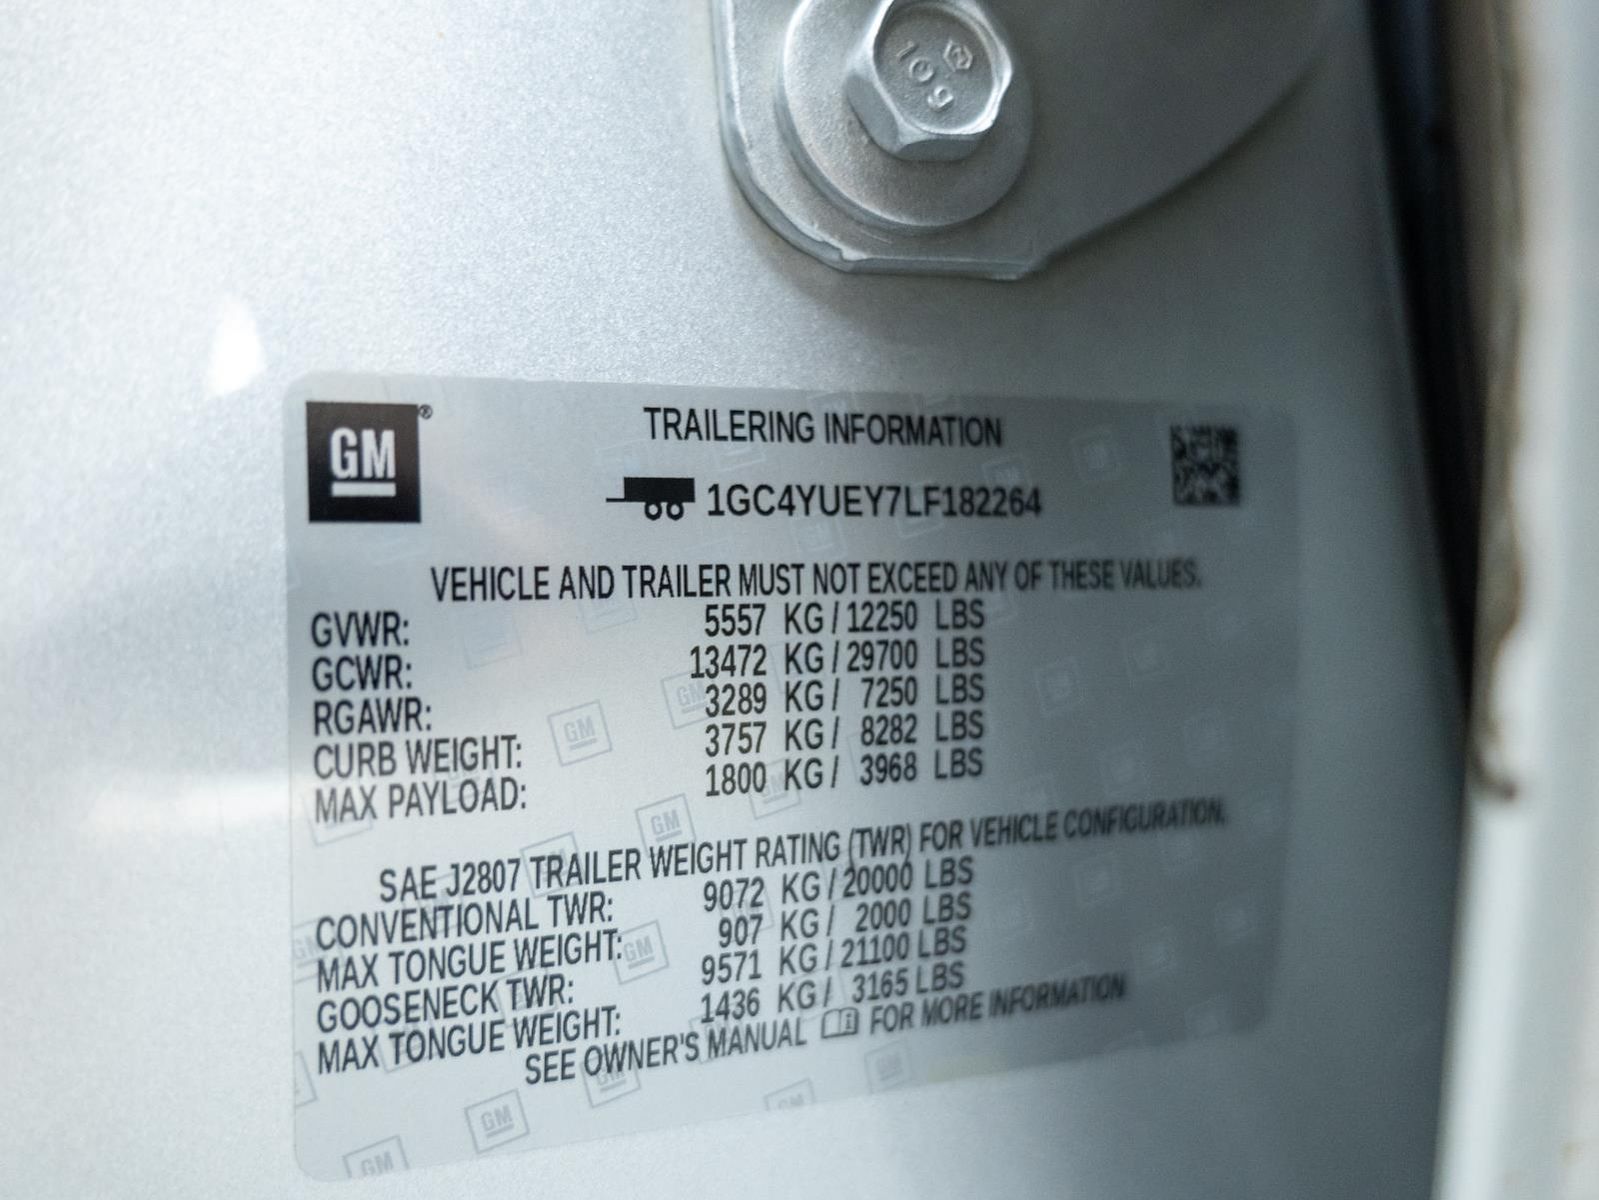 109
GM ®
TRAILERING INFORMATION
1GC4YUEY7LF182264
VEHICLE AND TRAILER MUST NOT EXCEED ANY OF THESE VALUES.
GVWR: 5557 KG / 12250 LBS
GCWR: 13472 KG / 29700 LBS
RGAWR: 3289 KG / 7250 LBS
CURB WEIGHT: 3757 KG / 8282 LBS
MAX PAYLOAD: 1800 KG / 3968 LBS
SAE J2807 TRAILER WEIGHT RATING (TWR) FOR VEHICLE CONFIGURATION.
CONVENTIONAL TWR: 9072 KG / 20000 LBS
MAX TONGUE WEIGHT: 907 KG / 2000 LBS
GOOSENECK TWR: 9571 KG / 21100 LBS
MAX TONGUE WEIGHT: 1436 KG / 3165 LBS
SEE OWNER'S MANUAL FOR MORE INFORMATION